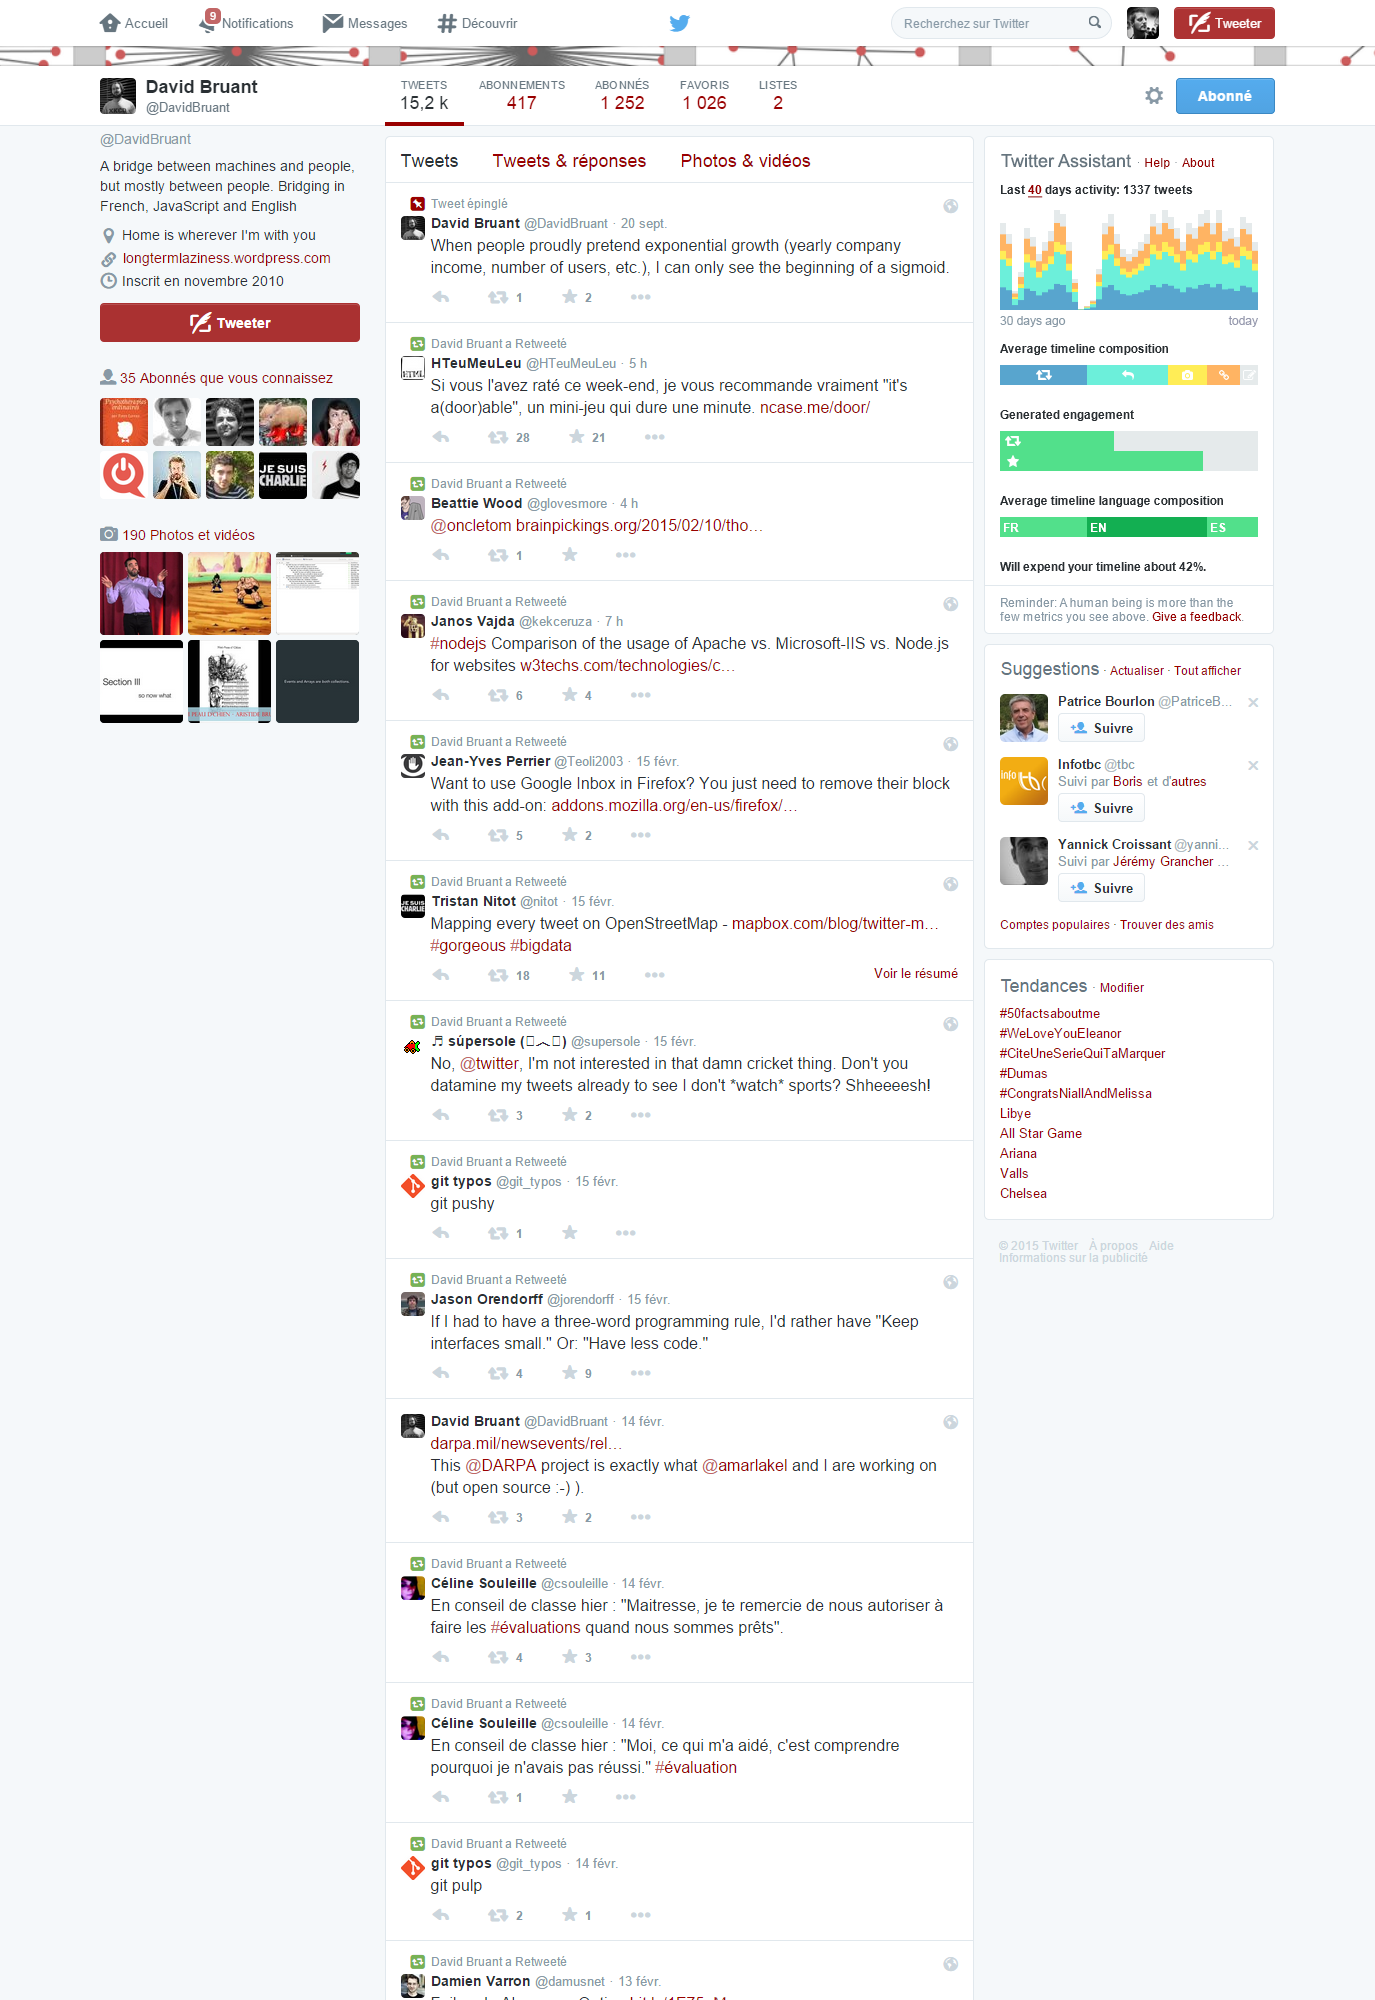 Accueil
9
Notifications
Messages
Découvrir
Recherchez sur Twitter
Tweeter
David Bruant
@DavidBruant
TWEETS
15,2 k
ABONNEMENTS
417
ABONNÉS
1 252
FAVORIS
1 026
LISTES
2
Abonné
@DavidBruant
A bridge between machines and people,
but mostly between people. Bridging in
French, JavaScript and English
Home is wherever I'm with you
longtermlaziness.wordpress.com
Inscrit en novembre 2010
Tweeter
35 Abonnés que vous connaissez
JE SUIS
CHARLIE
190 Photos et vidéos
Section III
so now what
Events and Arrays are both collections
PEAU D'CHIEN - ARISTIDE BR
Tweets
Tweets & réponses
Photos & vidéos
Tweet épinglé
David Bruant @DavidBruant · 20 sept.
When people proudly pretend exponential growth (yearly company
income, number of users, etc.), I can only see the beginning of a sigmoid.
1
2
David Bruant a Retweeté
HTeuMeuLeu @HTeuMeuLeu · 5 h
Si vous l'avez raté ce week-end, je vous recommande vraiment "it's
a(door)able", un mini-jeu qui dure une minute. ncase.me/door/
28
21
David Bruant a Retweeté
Beattie Wood @glovesmore · 4 h
@oncletom brainpickings.org/2015/02/10/tho…
1
David Bruant a Retweeté
Janos Vajda @kekceruza · 7 h
#nodejs Comparison of the usage of Apache vs. Microsoft-IIS vs. Node.js
for websites w3techs.com/technologies/c…
6
4
David Bruant a Retweeté
Jean-Yves Perrier @Teoli2003 · 15 févr.
Want to use Google Inbox in Firefox? You just need to remove their block
with this add-on: addons.mozilla.org/en-us/firefox/…
5
2
David Bruant a Retweeté
JE SUIS
CHARLIE
Tristan Nitot @nitot · 15 févr.
Mapping every tweet on OpenStreetMap - mapbox.com/blog/twitter-m…
#gorgeous #bigdata
18
11
Voir le résumé
David Bruant a Retweeté
♬ súpersole (▯︵▯) @supersole · 15 févr.
No, @twitter, I'm not interested in that damn cricket thing. Don't you
datamine my tweets already to see I don't *watch* sports? Shheeeesh!
3
2
David Bruant a Retweeté
git typos @git_typos · 15 févr.
git pushy
1
David Bruant a Retweeté
Jason Orendorff @jorendorff · 15 févr.
If I had to have a three-word programming rule, I'd rather have "Keep
interfaces small." Or: "Have less code."
4
9
David Bruant @DavidBruant · 14 févr.
darpa.mil/newsevents/rel…
This @DARPA project is exactly what @amarlakel and I are working on
(but open source :-) ).
3
2
David Bruant a Retweeté
Céline Souleille @csouleille · 14 févr.
En conseil de classe hier : "Maitresse, je te remercie de nous autoriser à
faire les #évaluations quand nous sommes prêts".
4
3
David Bruant a Retweeté
Céline Souleille @csouleille · 14 févr.
En conseil de classe hier : "Moi, ce qui m'a aidé, c'est comprendre
pourquoi je n'avais pas réussi." #évaluation
1
David Bruant a Retweeté
git typos @git_typos · 14 févr.
git pulp
2
1
David Bruant a Retweeté
Damien Varron @damusnet · 13 févr.
Twitter Assistant · Help · About
Last 40 days activity: 1337 tweets
30 days ago
today
Average timeline composition
Generated engagement
Average timeline language composition
FR
EN
ES
Will expend your timeline about 42%.
Reminder: A human being is more than the
few metrics you see above. Give a feedback.
Suggestions · Actualiser · Tout afficher
Patrice Bourlon @PatriceB...
Suivre
info tbc
Infotbc @tbc
Suivi par Boris et d'autres
Suivre
Yannick Croissant @yanni...
Suivi par Jérémy Grancher ...
Suivre
Comptes populaires · Trouver des amis
Tendances · Modifier
#50factsaboutme
#WeLoveYouEleanor
#CiteUneSerieQuiTaMarquer
#Dumas
#CongratsNiallAndMelissa
Libye
All Star Game
Ariana
Valls
Chelsea
© 2015 Twitter À propos Aide
Informations sur la publicité